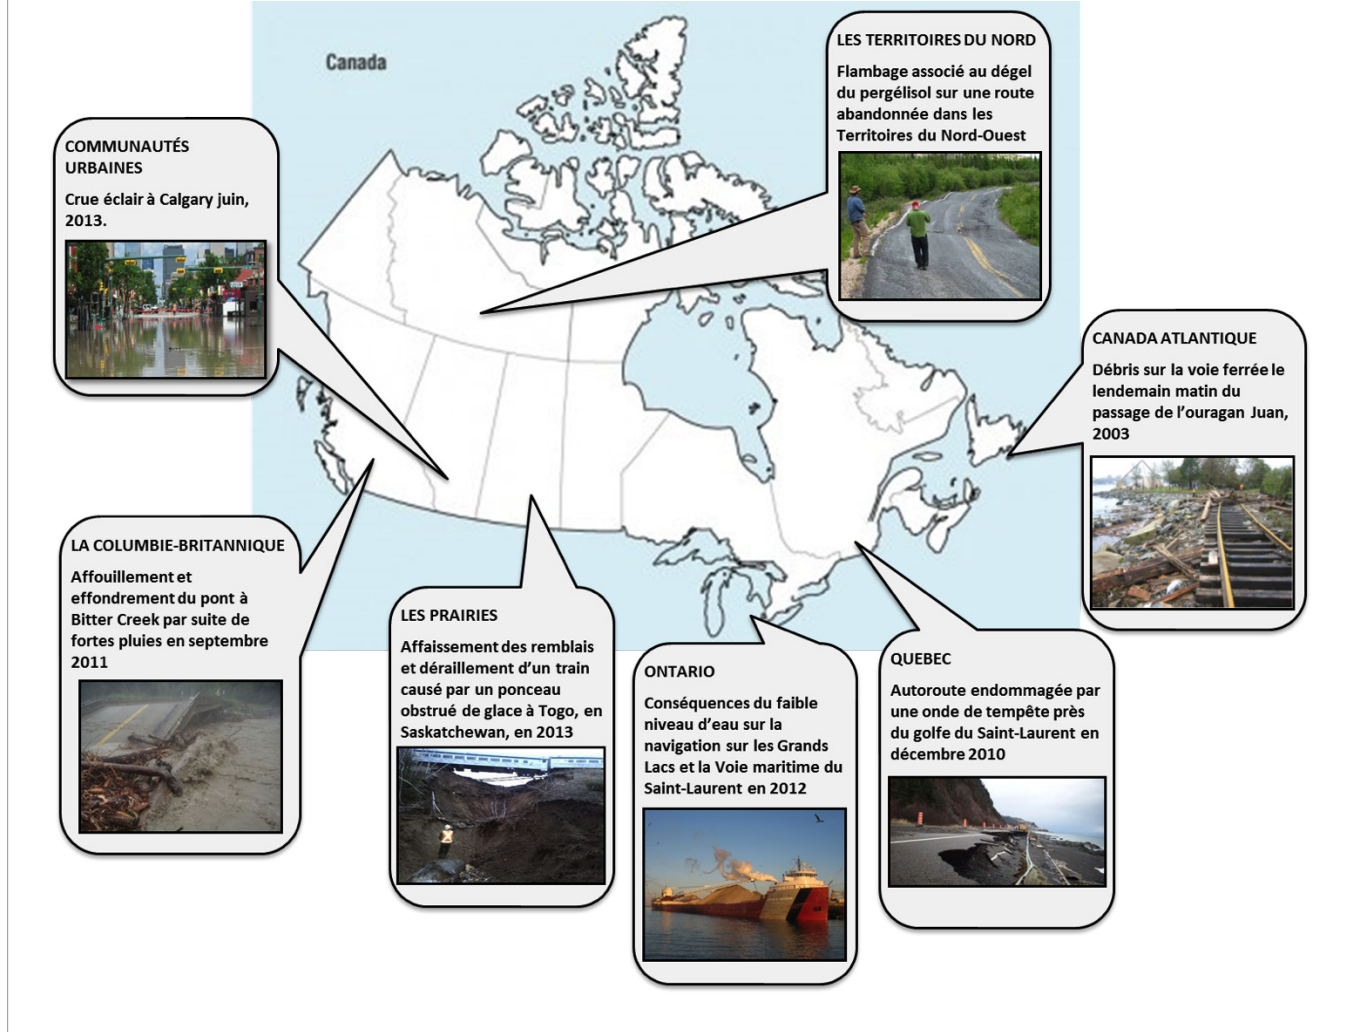 Canada
LES TERRITOIRES DU NORD
Flambage associé au dégel
du pergélisol sur une route
abandonnée dans les
Territoires du Nord-Ouest
COMMUNAUTÉS
URBAINES
Crue éclair à Calgary juin,
2013.
CANADA ATLANTIQUE
Débris sur la voie ferrée le
lendemain matin du
passage de l'ouragan Juan,
2003
LA COLUMBIE-BRITANNIQUE
Affouillement et
effondrement du pont à
Bitter Creek par suite de
fortes pluies en septembre
2011
LES PRAIRIES
Affaissement des remblais
et déraillement d'un train
causé par un ponceau
obstrué de glace à Togo, en
Saskatchewan, en 2013
ONTARIO
Conséquences du faible
niveau d'eau sur la
navigation sur les Grands
Lacs et la Voie maritime du
Saint-Laurent en 2012
QUEBEC
Autoroute endommagée par
une onde de tempête près
du golfe du Saint-Laurent en
décembre 2010